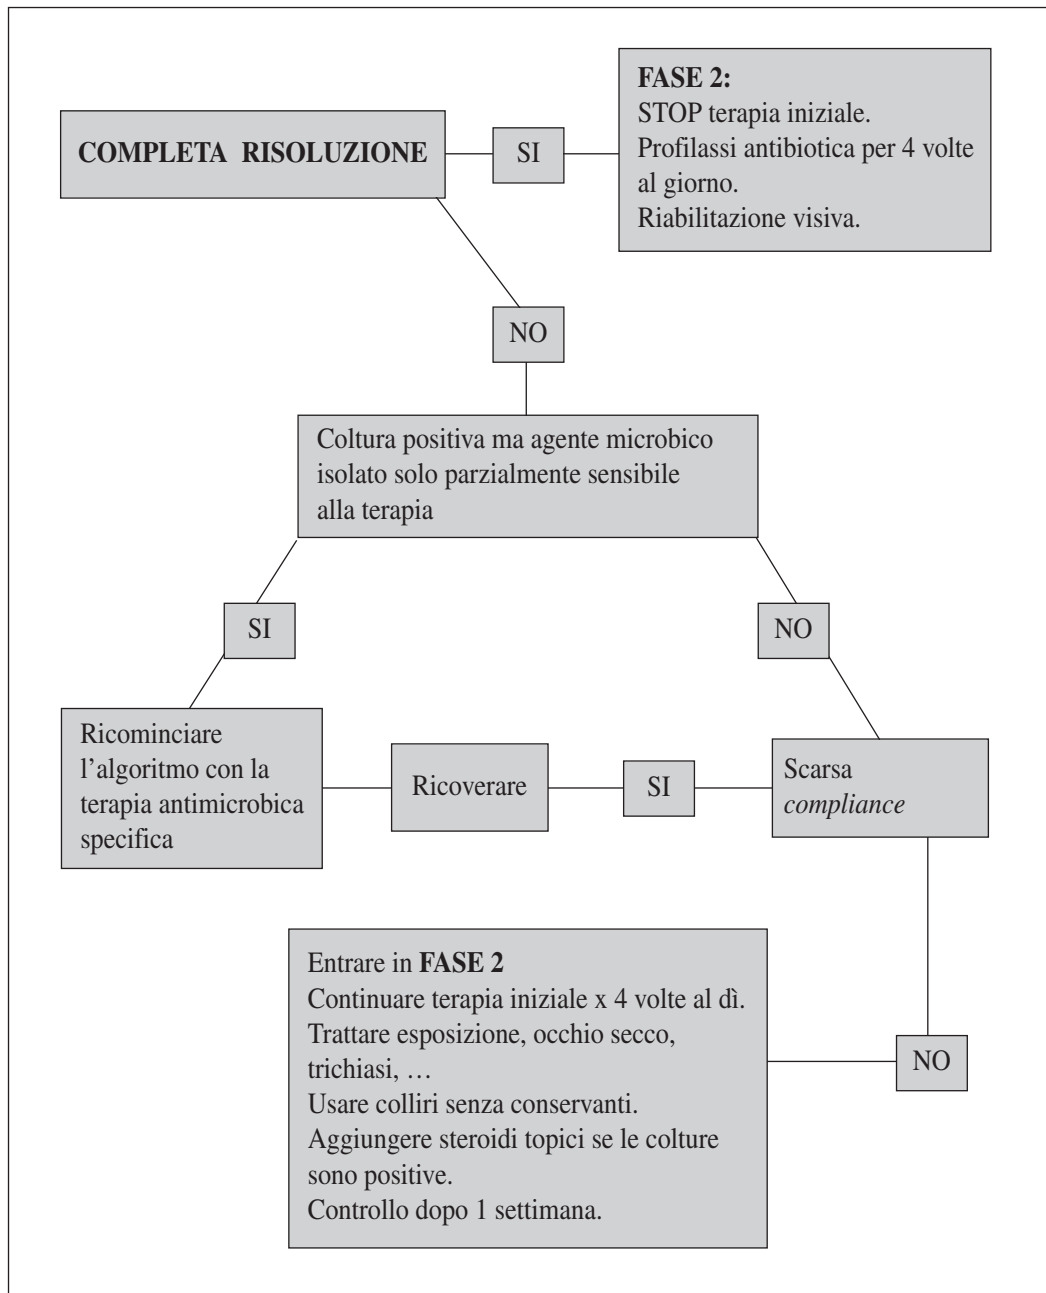 COMPLETA RISOLUZIONE
SI
FASE 2:
STOP terapia iniziale.
Profilassi antibiotica per 4 volte
al giorno.
Riabilitazione visiva.
NO
Coltura positiva ma agente microbico
isolato solo parzialmente sensibile
alla terapia
SI
NO
Ricominciare
l’algoritmo con la
terapia antimicrobica
specifica
Ricoverare
SI
Scarsa
compliance
Entrare in FASE 2
Continuare terapia iniziale x 4 volte al dì.
Trattare esposizione, occhio secco,
trichiasi, …
Usare colliri senza conservanti.
Aggiungere steroidi topici se le colture
sono positive.
Controllo dopo 1 settimana.
NO